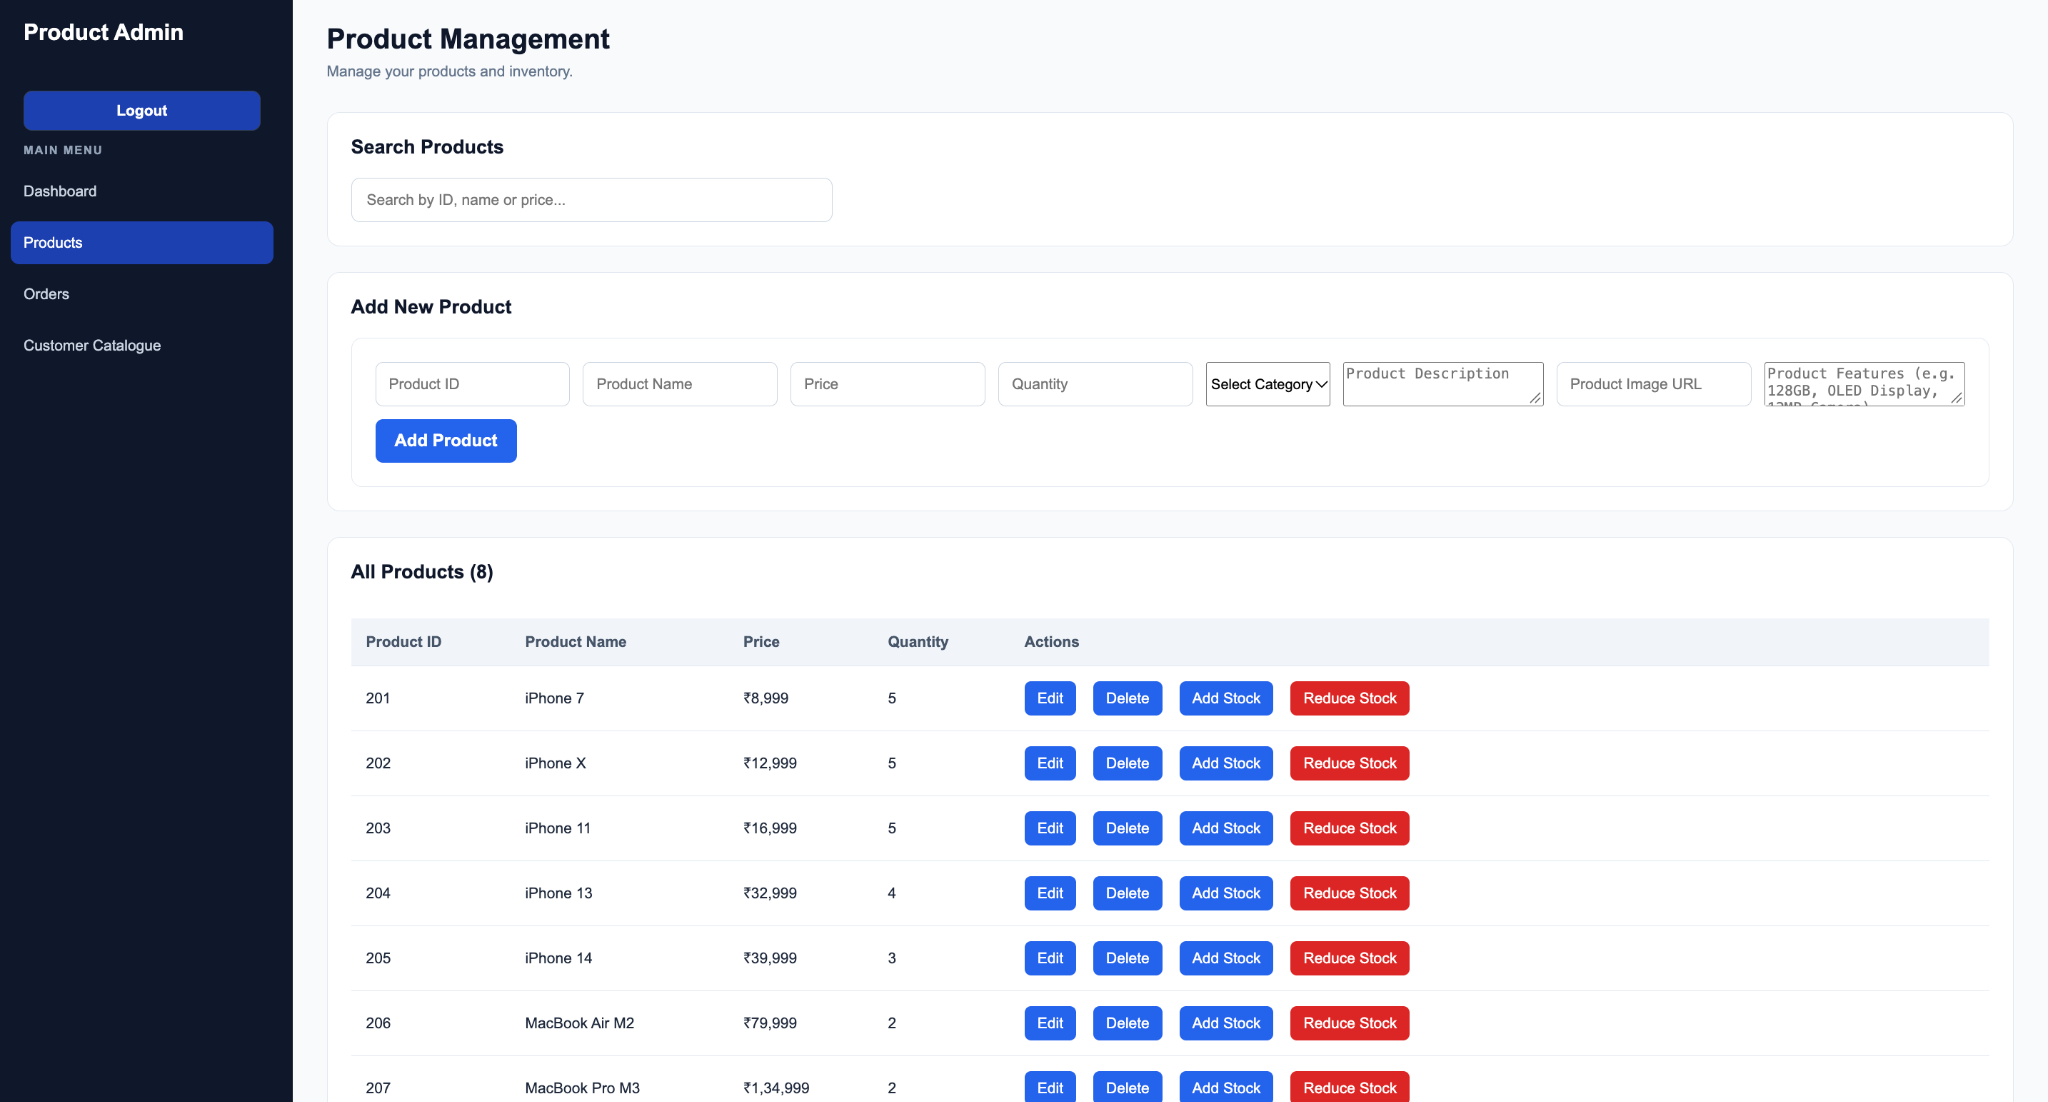 Product Admin
Logout
MAIN MENU
Dashboard
Products
Orders
Customer Catalogue
Product Management
Manage your products and inventory.
Search Products
Search by ID, name or price...
Add New Product
Product ID Product Name Price Quantity Select Category Product Description Product Image URL Product Features (e.g.
128GB, OLED Display,
12MP Camera)
Add Product
All Products (8)
Product ID Product Name Price Quantity Actions
201 iPhone 7 ₹8,999 5 Edit Delete Add Stock Reduce Stock
202 iPhone X ₹12,999 5 Edit Delete Add Stock Reduce Stock
203 iPhone 11 ₹16,999 5 Edit Delete Add Stock Reduce Stock
204 iPhone 13 ₹32,999 4 Edit Delete Add Stock Reduce Stock
205 iPhone 14 ₹39,999 3 Edit Delete Add Stock Reduce Stock
206 MacBook Air M2 ₹79,999 2 Edit Delete Add Stock Reduce Stock
207 MacBook Pro M3 ₹1,34,999 2 Edit Delete Add Stock Reduce Stock